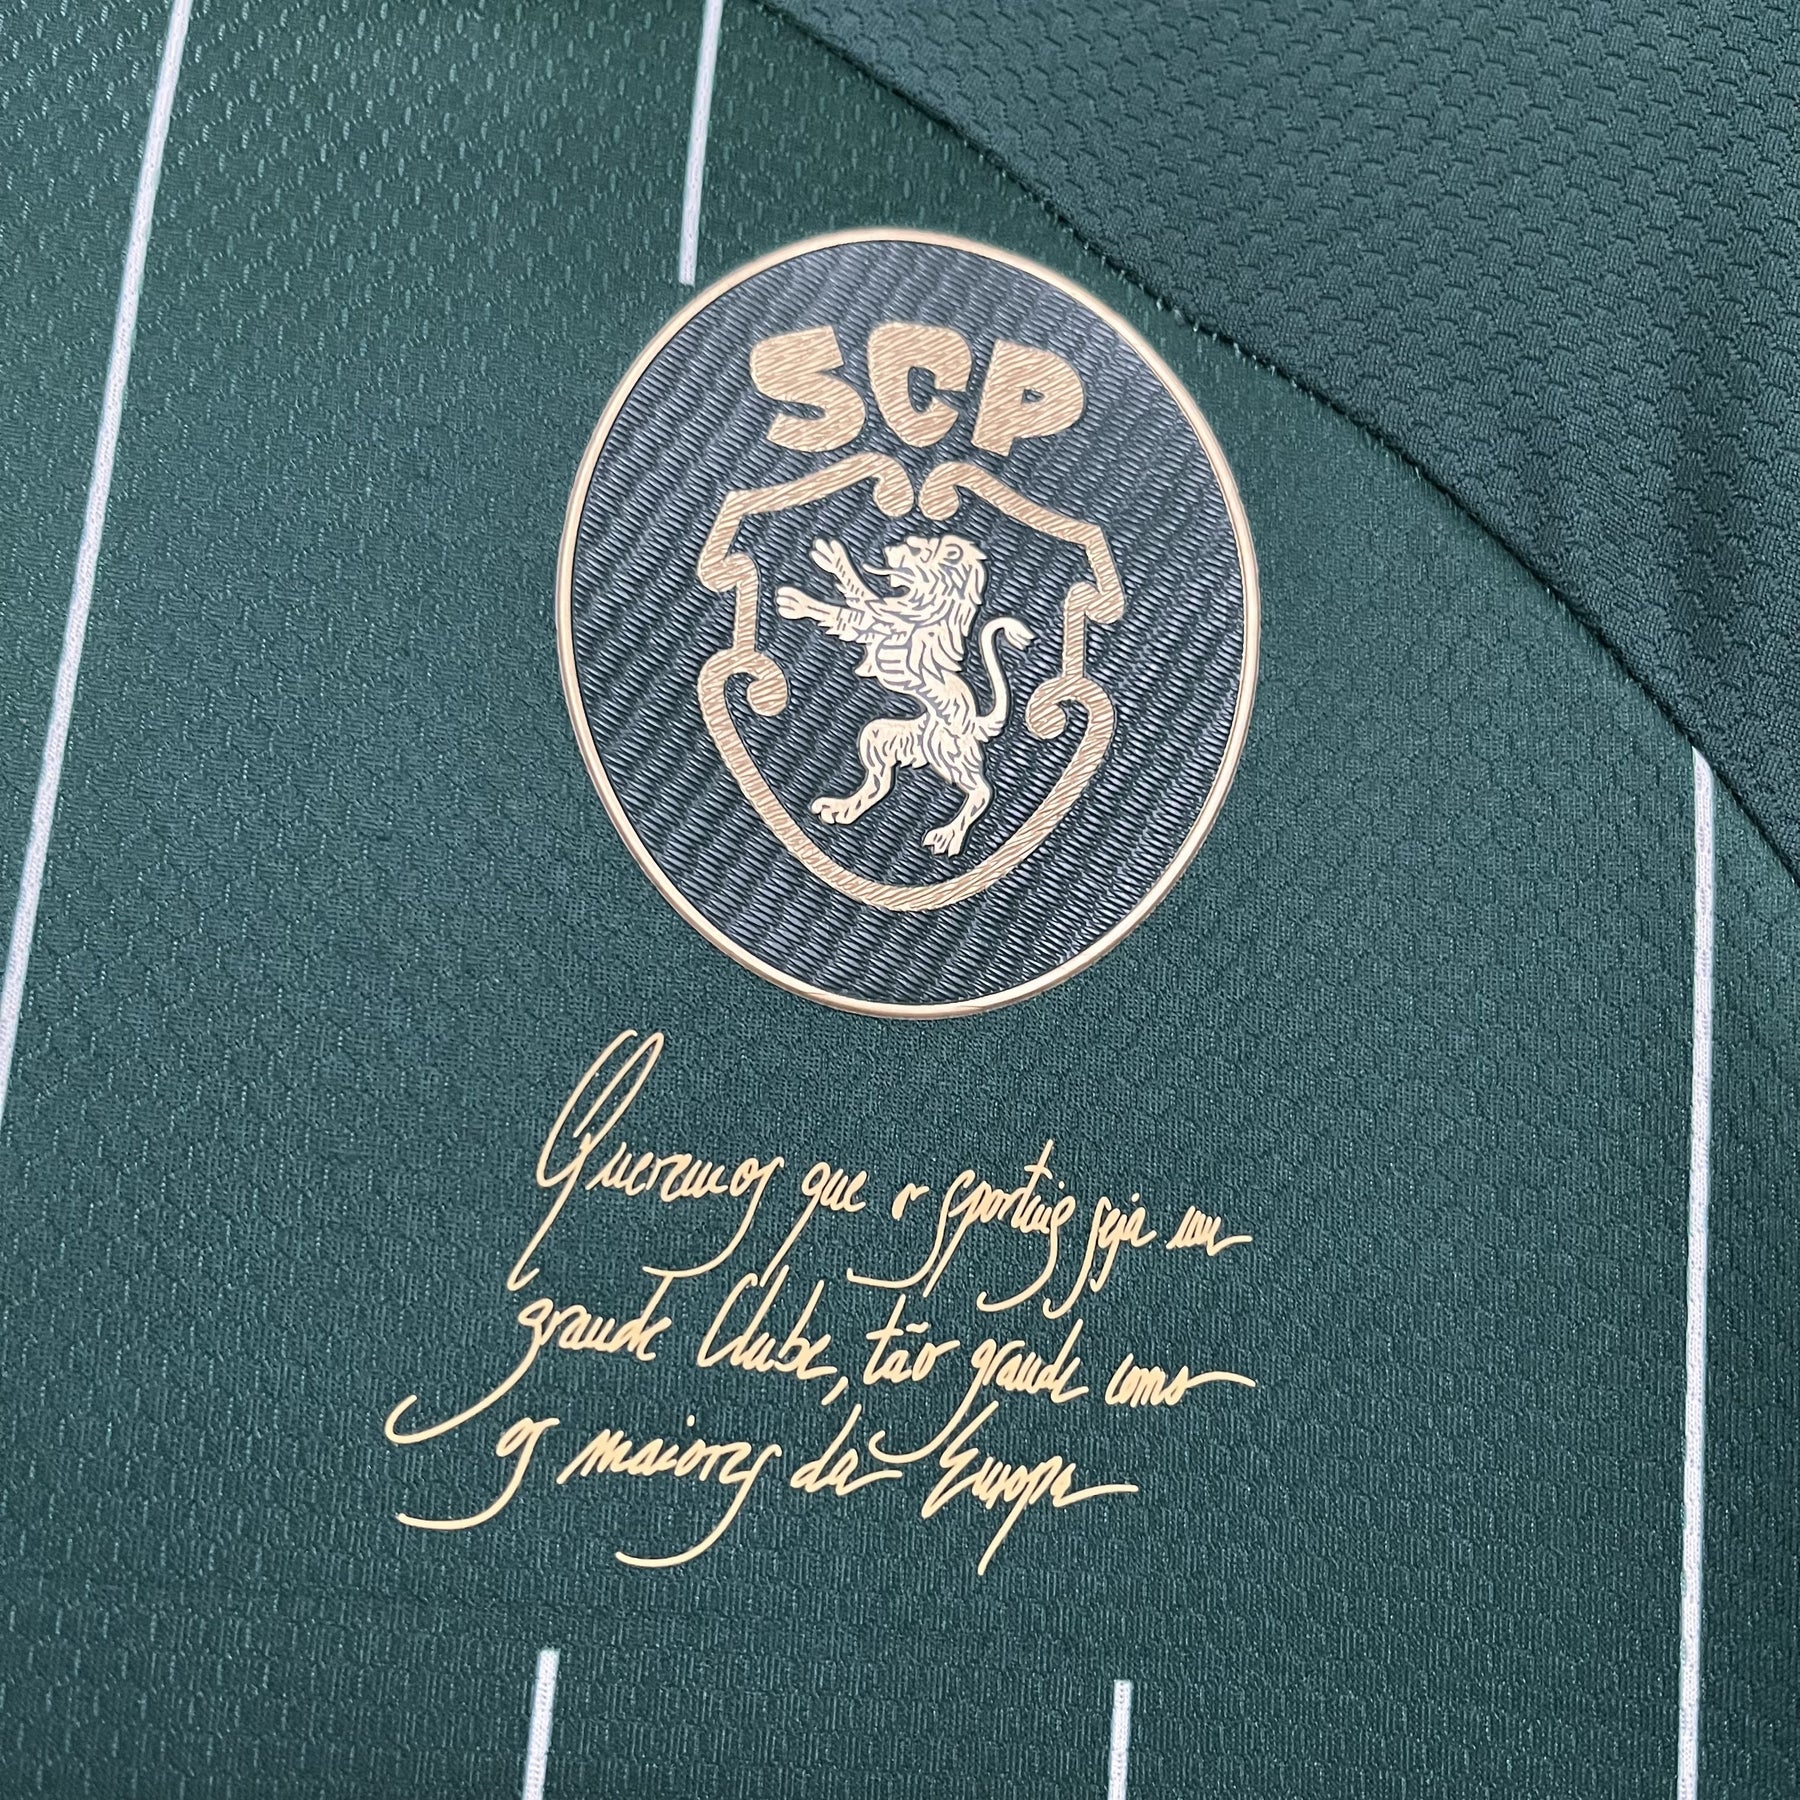 SCP
Queremos que o Sporting seja um
grande Clube, tão grande como
os maiores da Europa